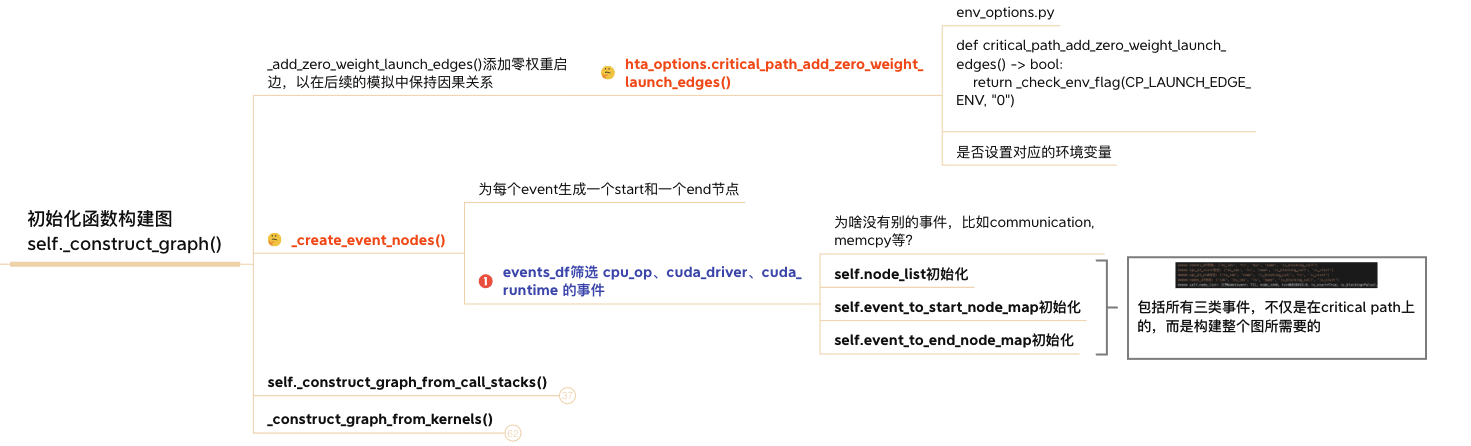 初始化函数构建图
self._construct_graph()
_add_zero_weight_launch_edges()添加零权重启
边，以在后续的模拟中保持因果关系
hta_options.critical_path_add_zero_weight_
launch_edges()
env_options.py
def critical_path_add_zero_weight_launch_
edges() -> bool:
return _check_env_flag(CP_LAUNCH_EDGE_
ENV, "0")
是否设置对应的环境变量
_create_event_nodes()
为每个event生成一个start和一个end节点
1
events_df筛选 cpu_op、cuda_driver、cuda_
runtime 的事件
为啥没有别的事件，比如communication,
memcpy等?
self.node_list初始化
self.event_to_start_node_map初始化
self.event_to_end_node_map初始化
包括所有三类事件，不仅是在critical path上
的，而是构建整个图所需要的
self._construct_graph_from_call_stacks()
37
_construct_graph_from_kernels()
62